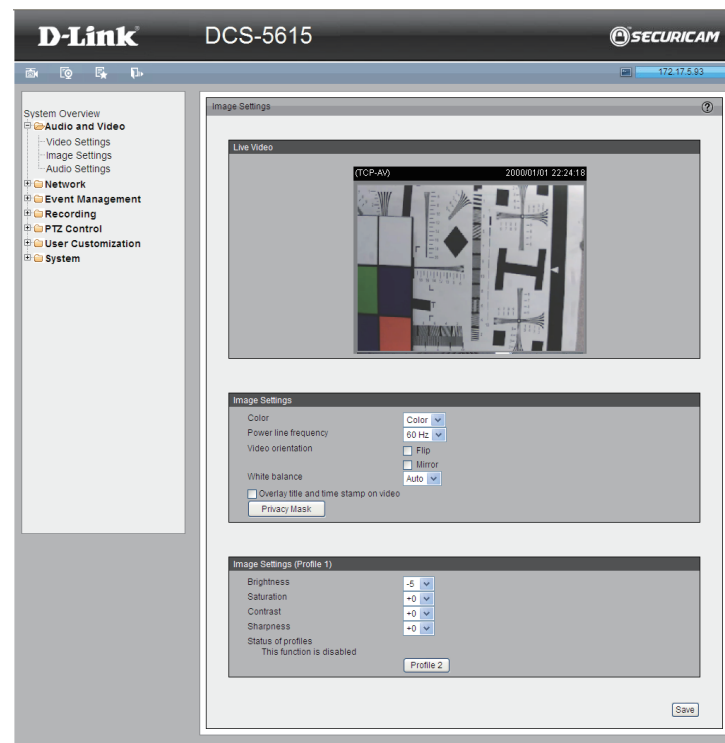 D-Link
DCS-5615
SECURICAM
172.17.5.93
System Overview
Audio and Video
Video Settings
Image Settings
Audio Settings
Network
Event Management
Recording
PTZ Control
User Customization
System
Image Settings
Live Video
(TCP-AV) 2000/01/01 22:24:18
Image Settings
Color Color
Power line frequency 60 Hz
Video orientation Flip
Mirror
White balance Auto
Overlay title and time stamp on video
Privacy Mask
Image Settings (Profile 1)
Brightness -5
Saturation +0
Contrast +0
Sharpness +0
Status of profiles
This function is disabled
Profile 2
Save